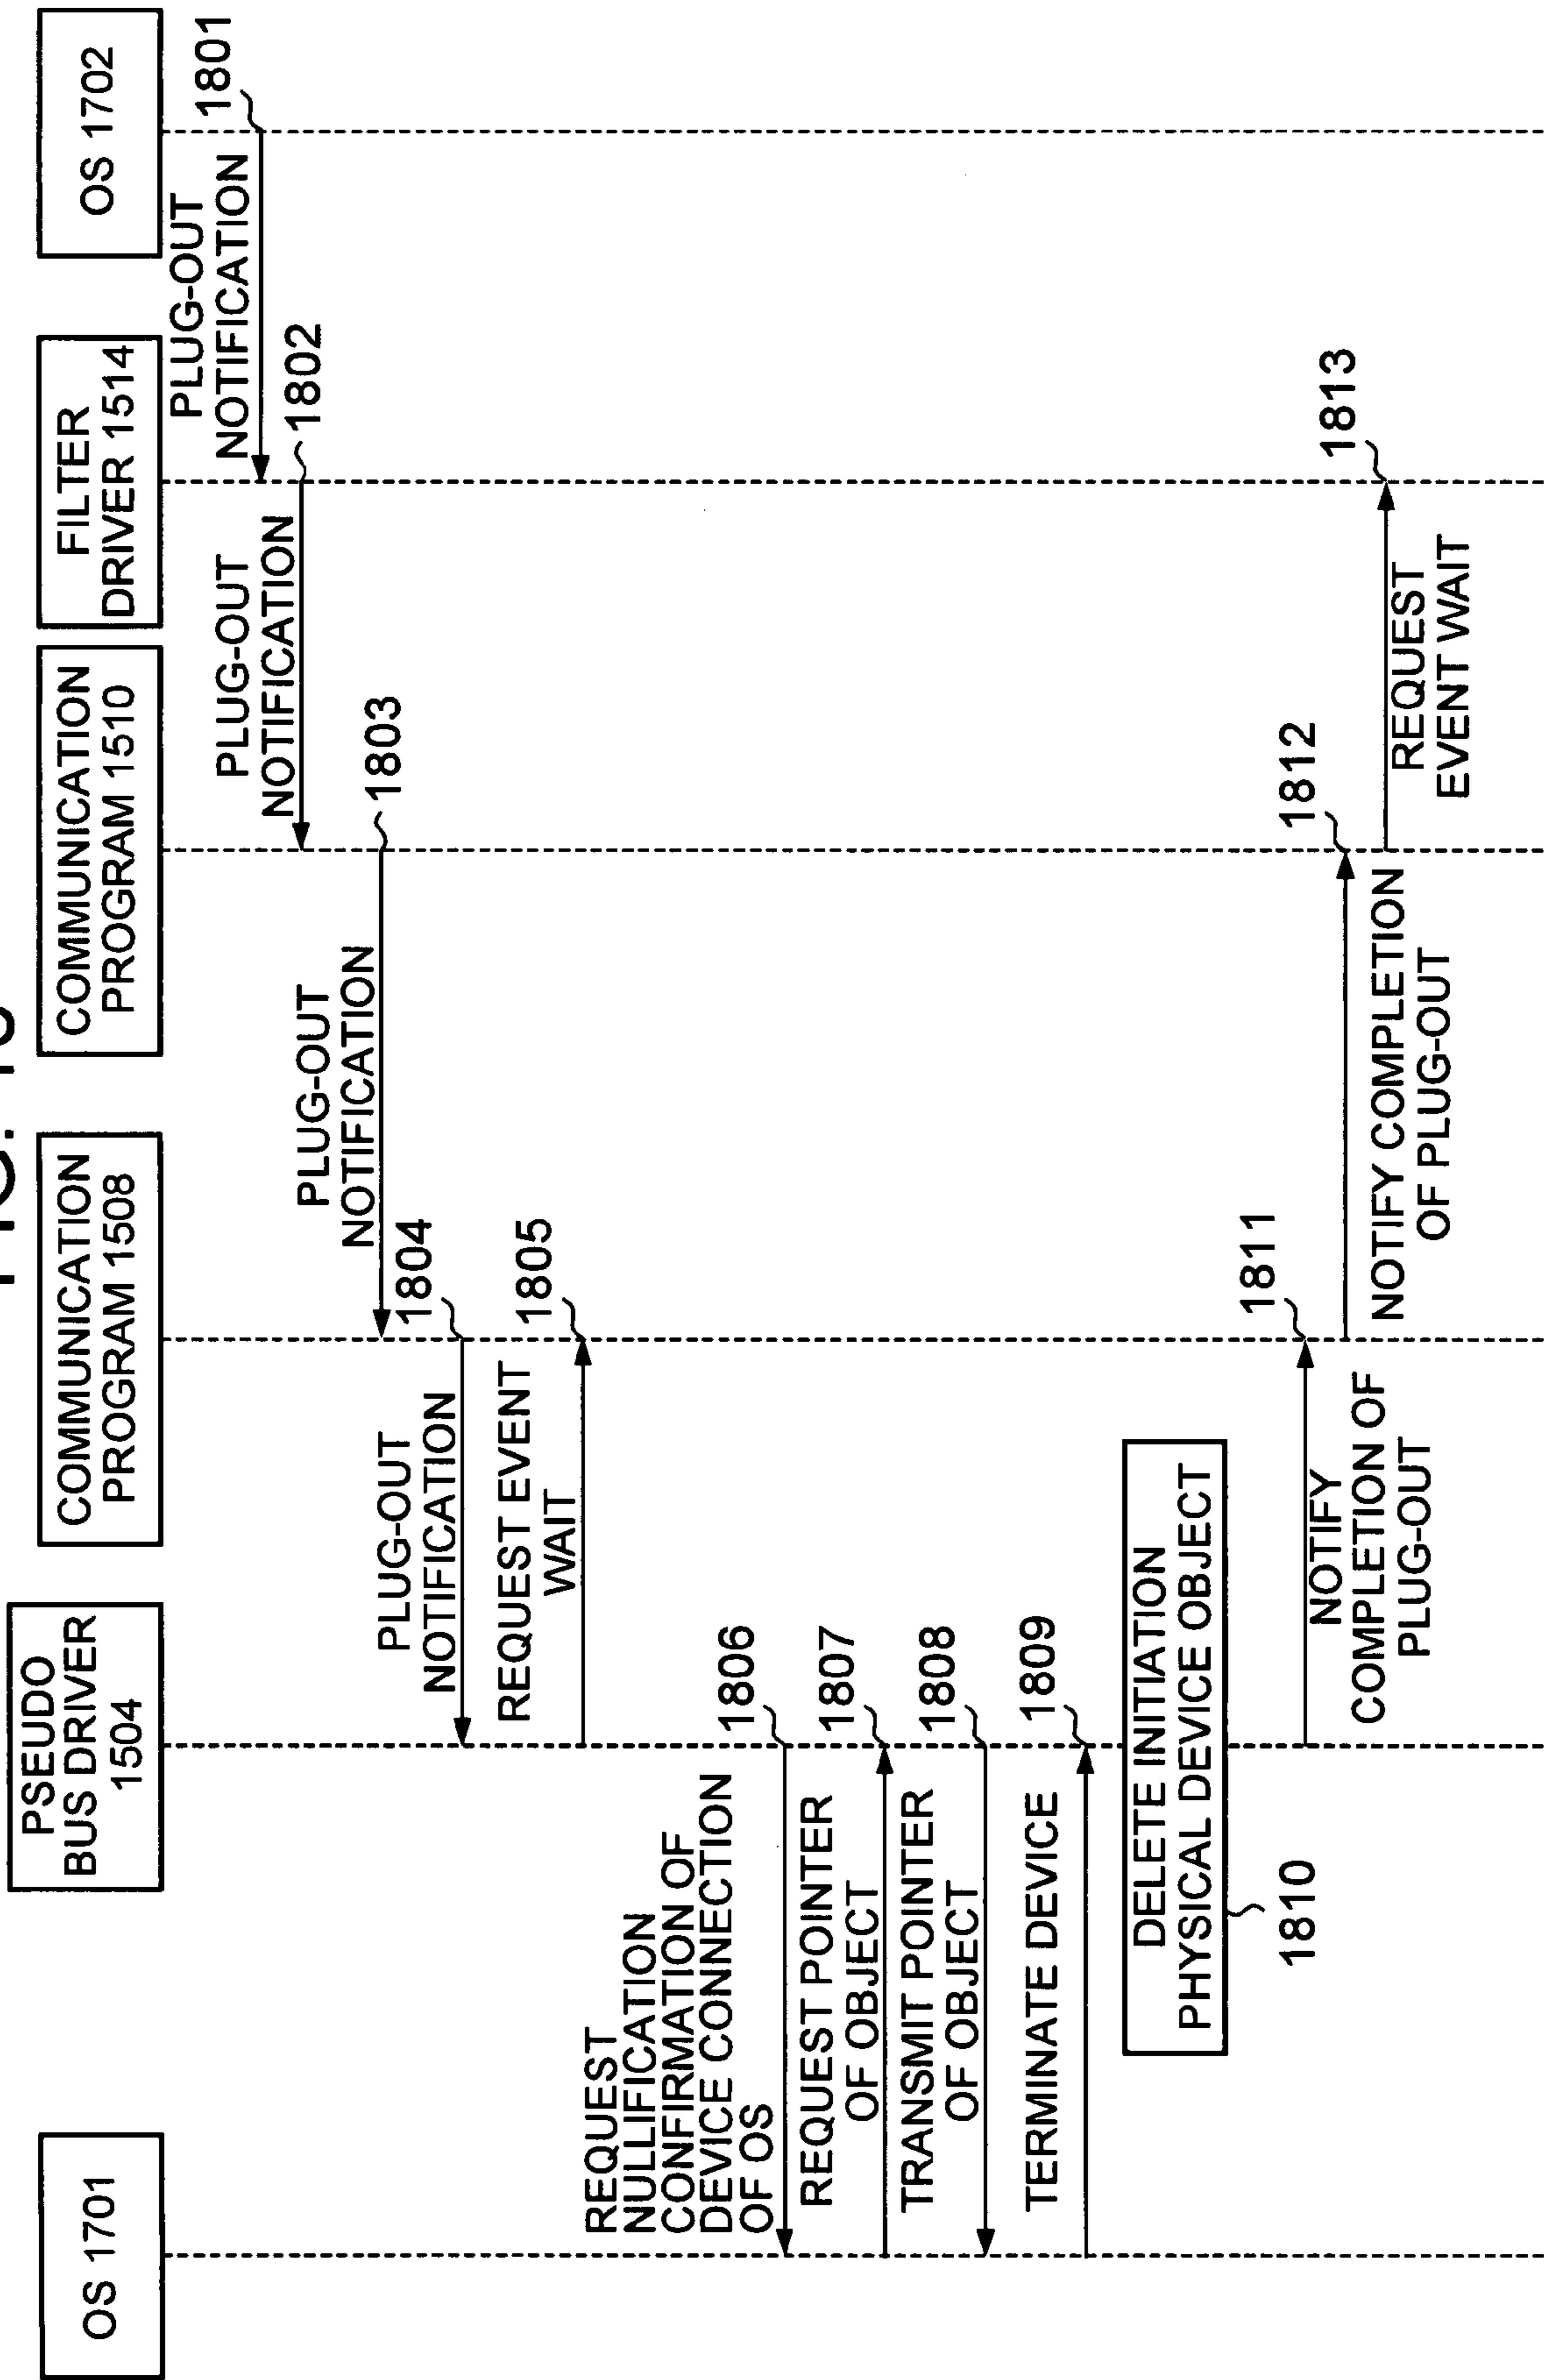 OS 1701
PSEUDO
BUS DRIVER
1504
COMMUNICATION
PROGRAM 1508
COMMUNICATION
PROGRAM 1510
FILTER
DRIVER 1514
OS 1702
PLUG-OUT
NOTIFICATION
1801
PLUG-OUT
NOTIFICATION
1802
PLUG-OUT
NOTIFICATION
1803
PLUG-OUT
NOTIFICATION
1804
REQUEST EVENT
WAIT
1805
REQUEST
NULLIFICATION
CONFIRMATION OF
DEVICE CONNECTION
OF OS
1806
REQUEST POINTER
OF OBJECT
1807
TRANSMIT POINTER
OF OBJECT
1808
TERMINATE DEVICE
1809
DELETE INITIATION
PHYSICAL DEVICE OBJECT
1810
NOTIFY
COMPLETION OF
PLUG-OUT
1811
NOTIFY COMPLETION
OF PLUG-OUT
1812
REQUEST
EVENT WAIT
1813